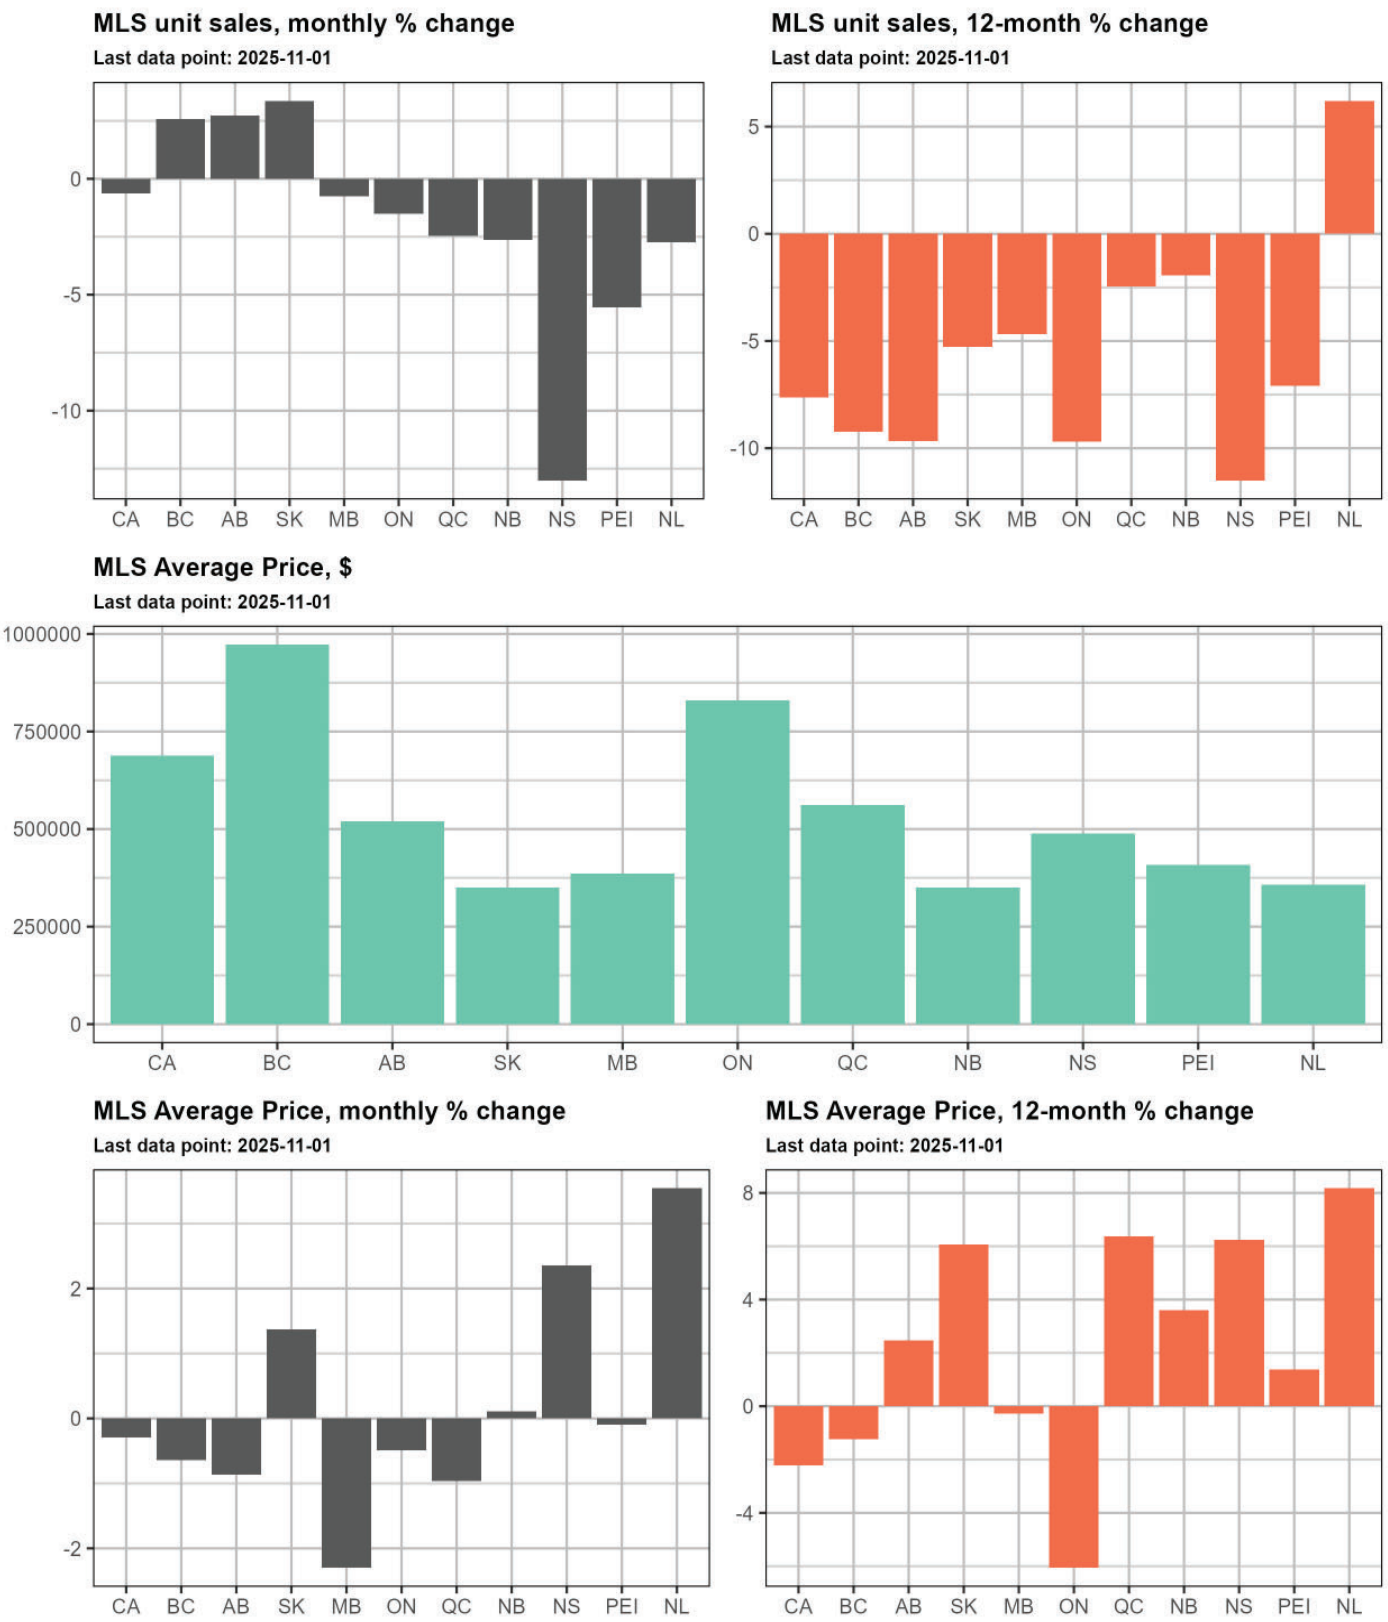 MLS unit sales, monthly % change
Last data point: 2025-11-01
0
-5
-10
CA BC AB SK MB ON QC NB NS PEI NL
MLS unit sales, 12-month % change
Last data point: 2025-11-01
5
0
-5
-10
CA BC AB SK MB ON QC NB NS PEI NL
MLS Average Price, $
Last data point: 2025-11-01
1000000
750000
500000
250000
0
CA BC AB SK MB ON QC NB NS PEI NL
MLS Average Price, monthly % change
Last data point: 2025-11-01
2
0
-2
CA BC AB SK MB ON QC NB NS PEI NL
MLS Average Price, 12-month % change
Last data point: 2025-11-01
8
4
0
-4
CA BC AB SK MB ON QC NB NS PEI NL